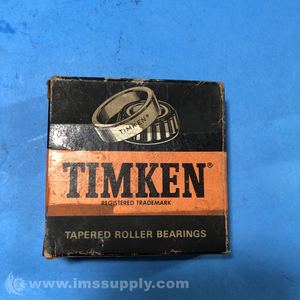 TIMKEN®
TIMKEN®
REGISTERED TRADEMARK
TAPERED ROLLER BEARINGS
© www.imssupply.com